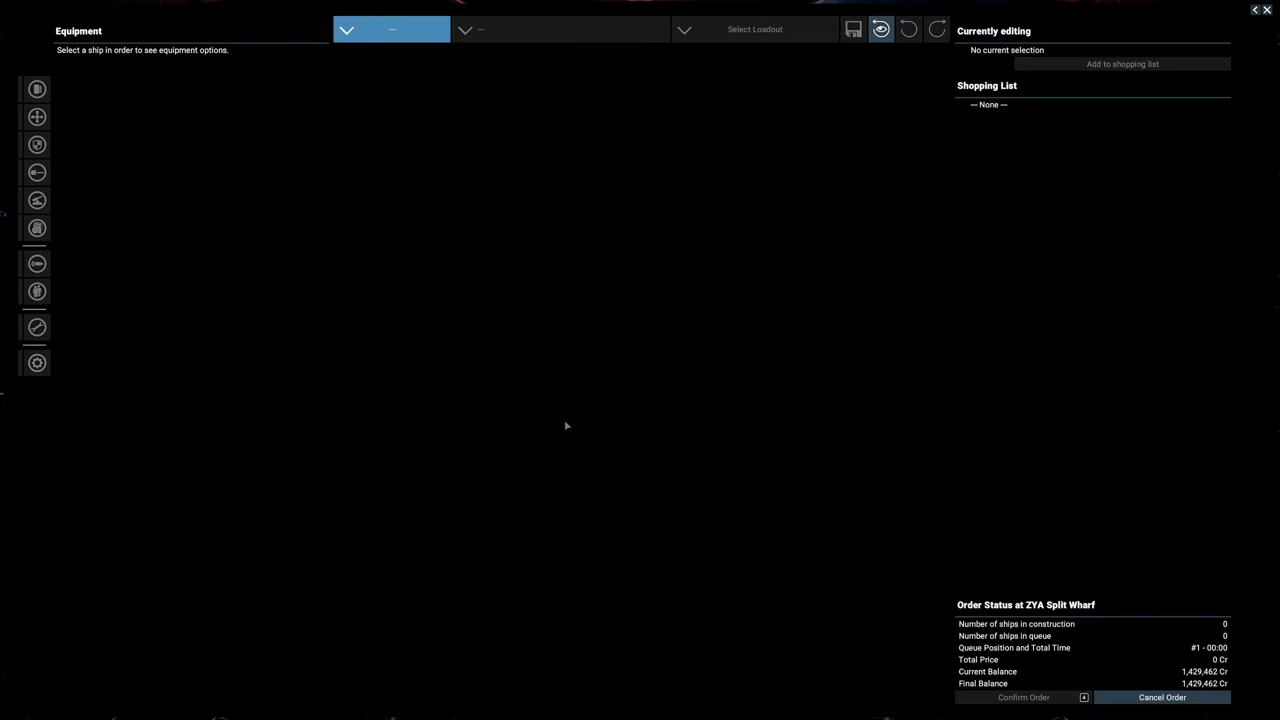 Equipment
Select a ship in order to see equipment options.
—
—
Select Loadout
Currently editing
No current selection
Add to shopping list
Shopping List
— None —
Order Status at ZYA Split Wharf
Number of ships in construction 0
Number of ships in queue 0
Queue Position and Total Time #1 - 00:00
Total Price 0 Cr
Current Balance 1,429,462 Cr
Final Balance 1,429,462 Cr
Confirm Order 4 Cancel Order